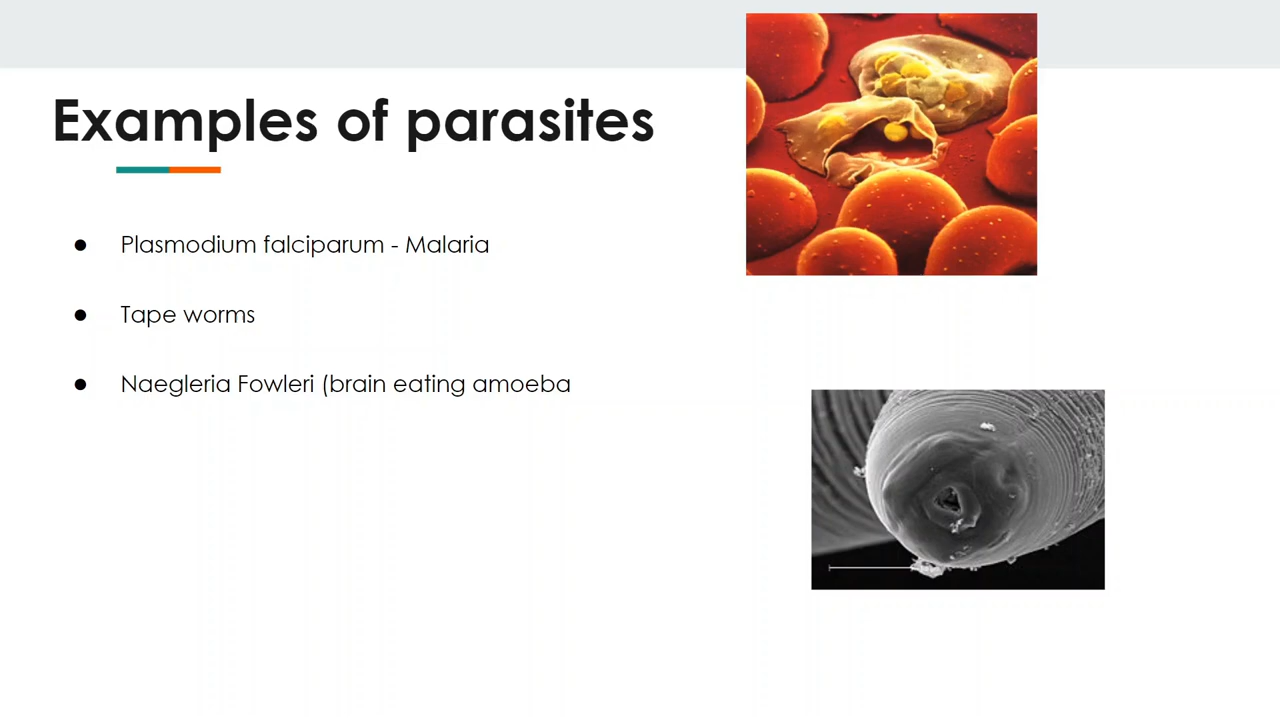 Examples of parasites
● Plasmodium falciparum - Malaria
● Tape worms
● Naegleria Fowleri (brain eating amoeba